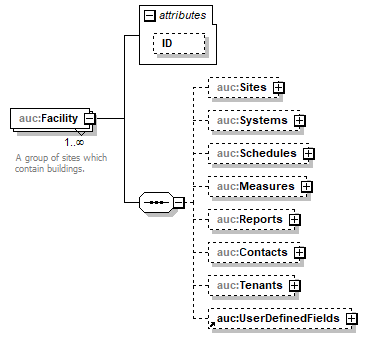 attributes
ID
auc:Facility
1..∞
A group of sites which
contain buildings.
auc:Sites
auc:Systems
auc:Schedules
auc:Measures
auc:Reports
auc:Contacts
auc:Tenants
auc:UserDefinedFields